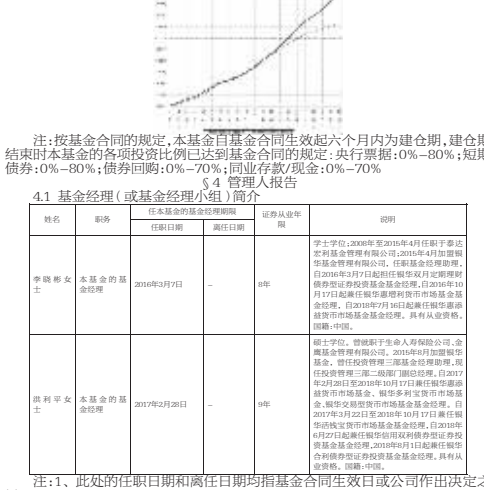 注:按基金合同的规定,本基金自基金合同生效起六个月内为建仓期,建仓期
结束时本基金的各项投资比例已达到基金合同的规定:央行票据:0%-80%;短期
债券:0%-80%;债券回购:0%-70%;同业存款/现金:0%-70%
§4 管理人报告
4.1 基金经理(或基金经理小组)简介
姓名 职务 任本基金的基金经理期限 证券从业年限 说明
任职日期 离任日期
李晓彬女士 本基金的基金经理 2016年3月7日 - 8年
学士学位;2008年至2015年4月任职于泰达
宏利基金管理有限公司;2015年4月加盟银
华基金管理有限公司,任职基金经理助理,
自2016年3月7日起担任银华双月定期理财
债券型证券投资基金基金经理,自2016年10
月17日起兼任银华惠增利货币市场基金基
金经理,自2018年7月16日起兼任银华惠添
益货币市场基金基金经理。具有从业资格。
国籍:中国。
洪利平女士 本基金的基金经理 2017年2月28日 - 9年
硕士学位。曾就职于生命人寿保险公司、金
鹰基金管理有限公司。2015年8月加盟银华
基金,曾任投资管理三部基金经理助理,现
任投资管理三部二级部门副总经理。自2017
年2月28日至2018年10月17日兼任银华惠添
益货币市场基金、银华多利宝货币市场基
金、银华交易型货币市场基金基金经理。自
2017年3月22日至2018年10月17日兼任银
华活钱宝货币市场基金基金经理,自2018年
6月27日起兼任银华信用双利债券型证券投
资基金基金经理,2018年8月1日起兼任银华
合利债券型证券投资基金基金经理。具有从
业资格。国籍:中国。
注:1、此处的任职日期和离任日期均指基金合同生效日或公司作出决定之